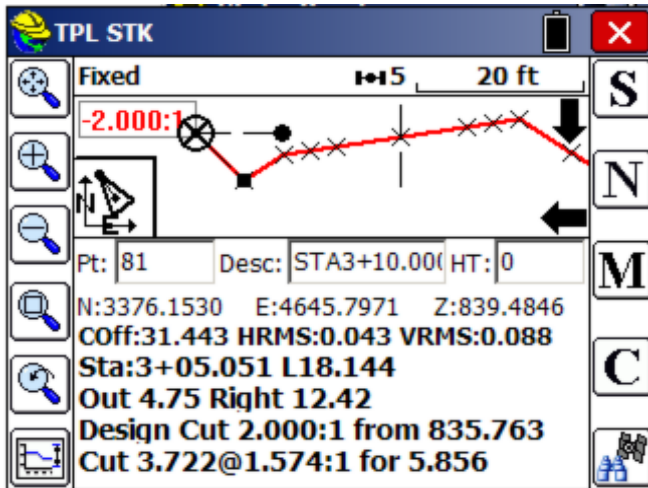 TPL STK
Fixed 5 20 ft
S
-2.000:1
N
N
E
Pt: 81 Desc: STA3+10.00( HT: 0
M
N:3376.1530 E:4645.7971 Z:839.4846
COff:31.443 HRMS:0.043 VRMS:0.088
Sta:3+05.051 L18.144
C
Out 4.75 Right 12.42
Design Cut 2.000:1 from 835.763
Cut 3.722@1.574:1 for 5.856